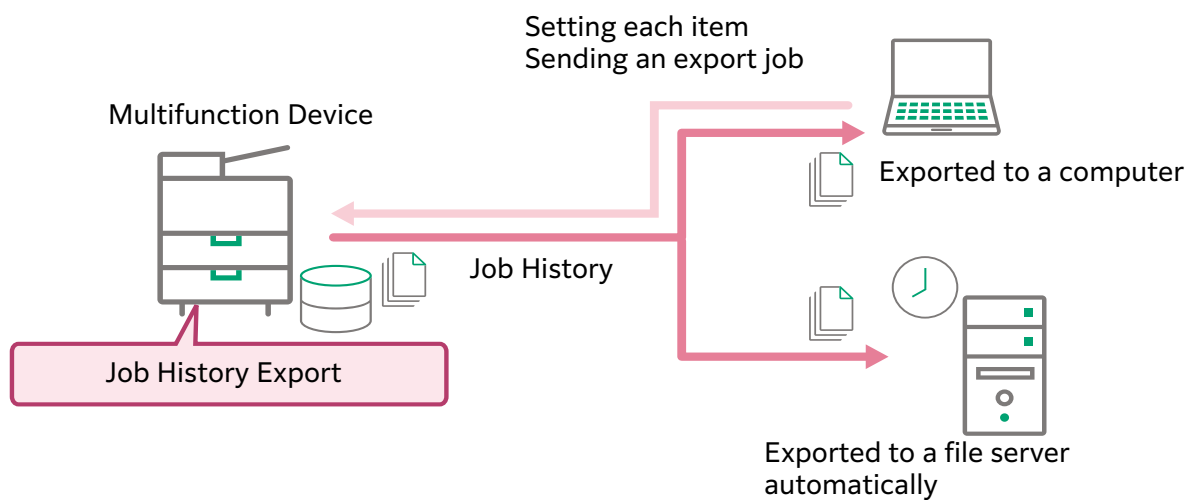 Setting each item
Sending an export job
Multifunction Device
Exported to a computer
Job History
Job History Export
Exported to a file server
automatically